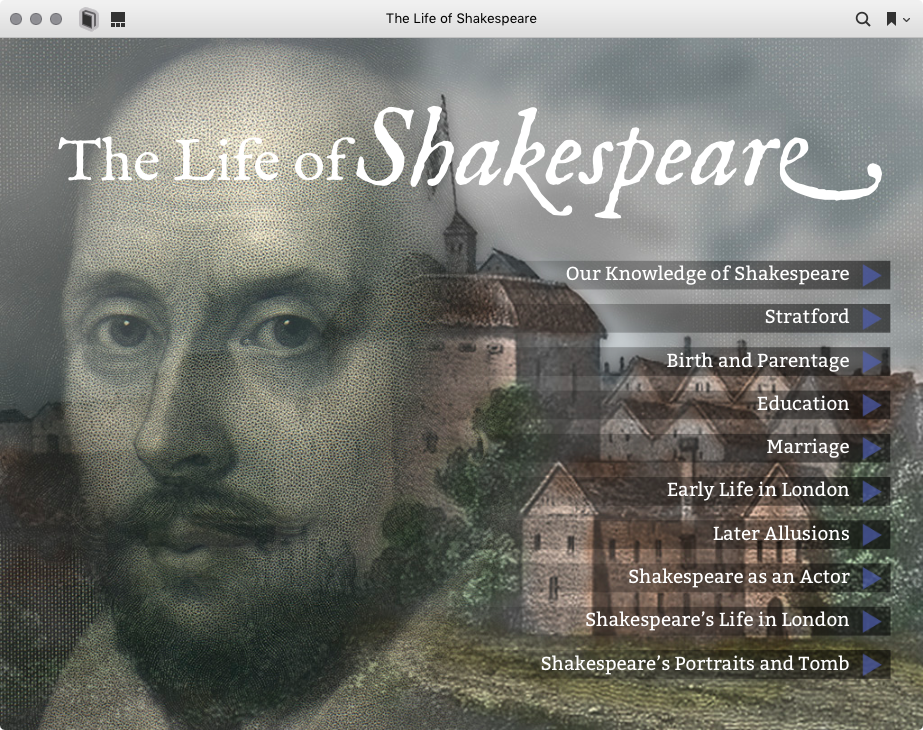 The Life of Shakespeare
The Life of Shakespeare
Our Knowledge of Shakespeare
Stratford
Birth and Parentage
Education
Marriage
Early Life in London
Later Allusions
Shakespeare as an Actor
Shakespeare’s Life in London
Shakespeare’s Portraits and Tomb